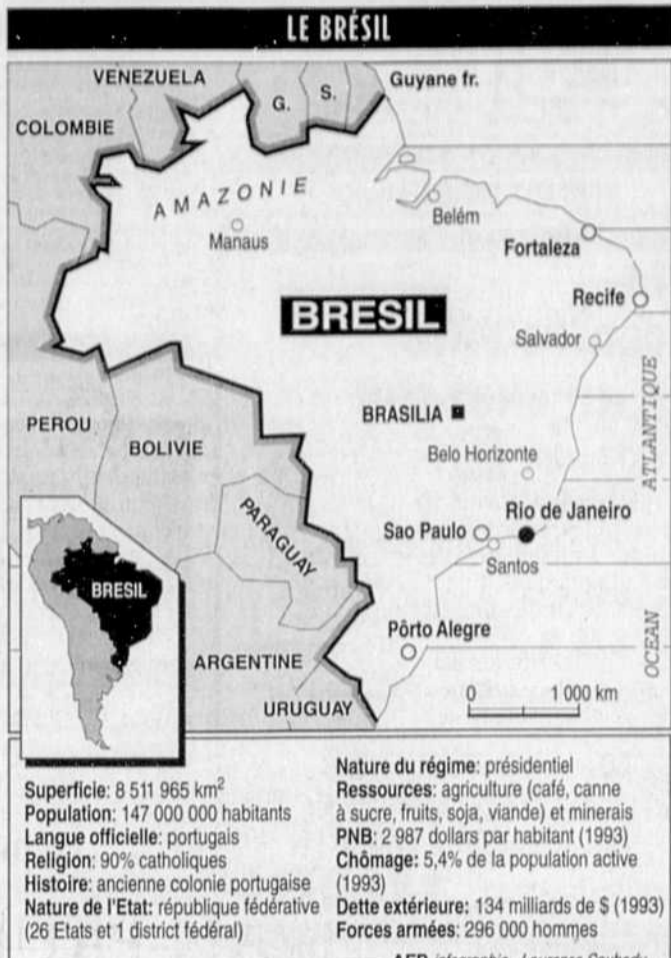 LE BRÉSIL
VENEZUELA
G.
S.
Guyane fr.
COLOMBIE
AMAZONIE
Belém
Manaus
Fortaleza
BRESIL
Recife
Salvador
PEROU
BRASILIA
BOLIVIE
Belo Horizonte
ATLANTIQUE
PARAGUAY
Rio de Janeiro
Sao Paulo
Santos
BRESIL
Pôrto Alegre
ARGENTINE
OCEAN
URUGUAY
0 1 000 km
Superficie: 8 511 965 km²
Population: 147 000 000 habitants
Langue officielle: portugais
Religion: 90% catholiques
Histoire: ancienne colonie portugaise
Nature de l'Etat: république fédérative
(26 Etats et 1 district fédéral)
Nature du régime: présidentiel
Ressources: agriculture (café, canne
à sucre, fruits, soja, viande) et minerais
PNB: 2 987 dollars par habitant (1993)
Chômage: 5,4% de la population active
(1993)
Dette extérieure: 134 milliards de $ (1993)
Forces armées: 296 000 hommes
AFP infographie - Laurence